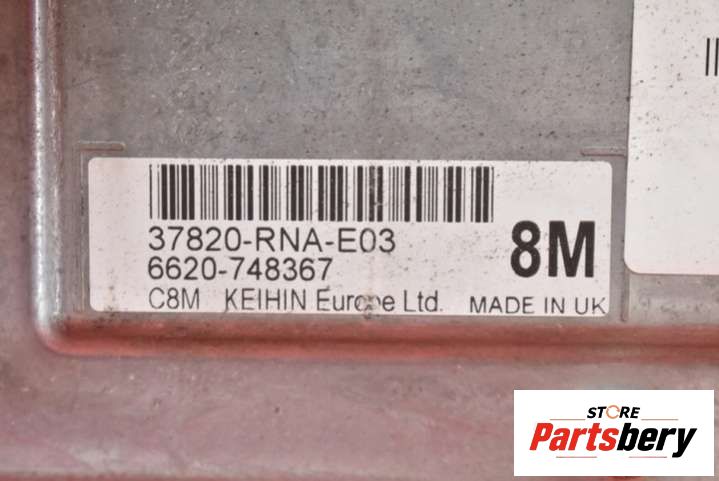 37820-RNA-E03
6620-748367
8M
C8M KEIHIN Europe Ltd. MADE IN UK
STORE
Partsbery